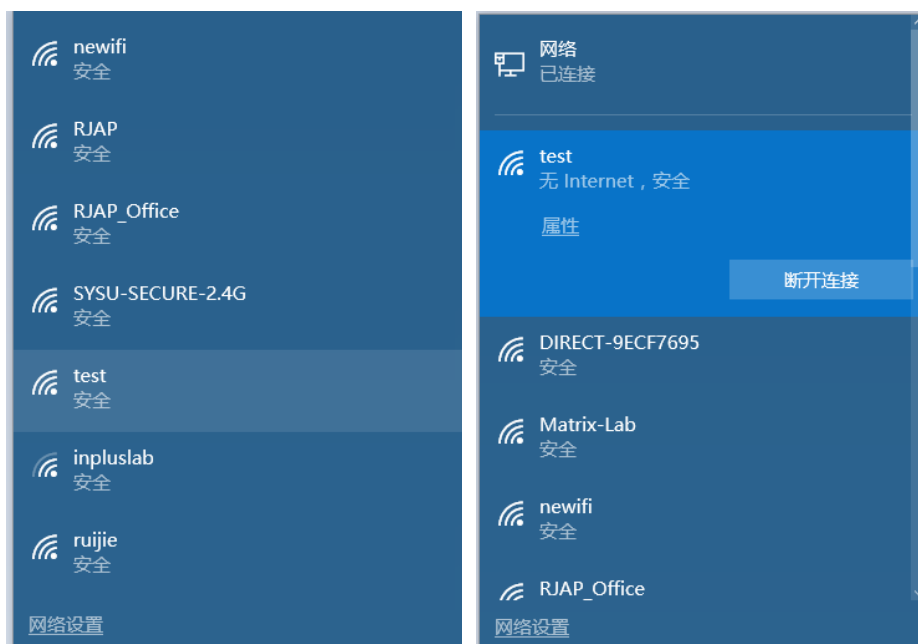 newifi
安全
RJAP
安全
RJAP_Office
安全
SYSU-SECURE-2.4G
安全
test
安全
inpluslab
安全
ruijie
安全
网络设置
网络
已连接
test
无 Internet，安全
属性
断开连接
DIRECT-9ECF7695
安全
Matrix-Lab
安全
newifi
安全
RJAP_Office
网络设置